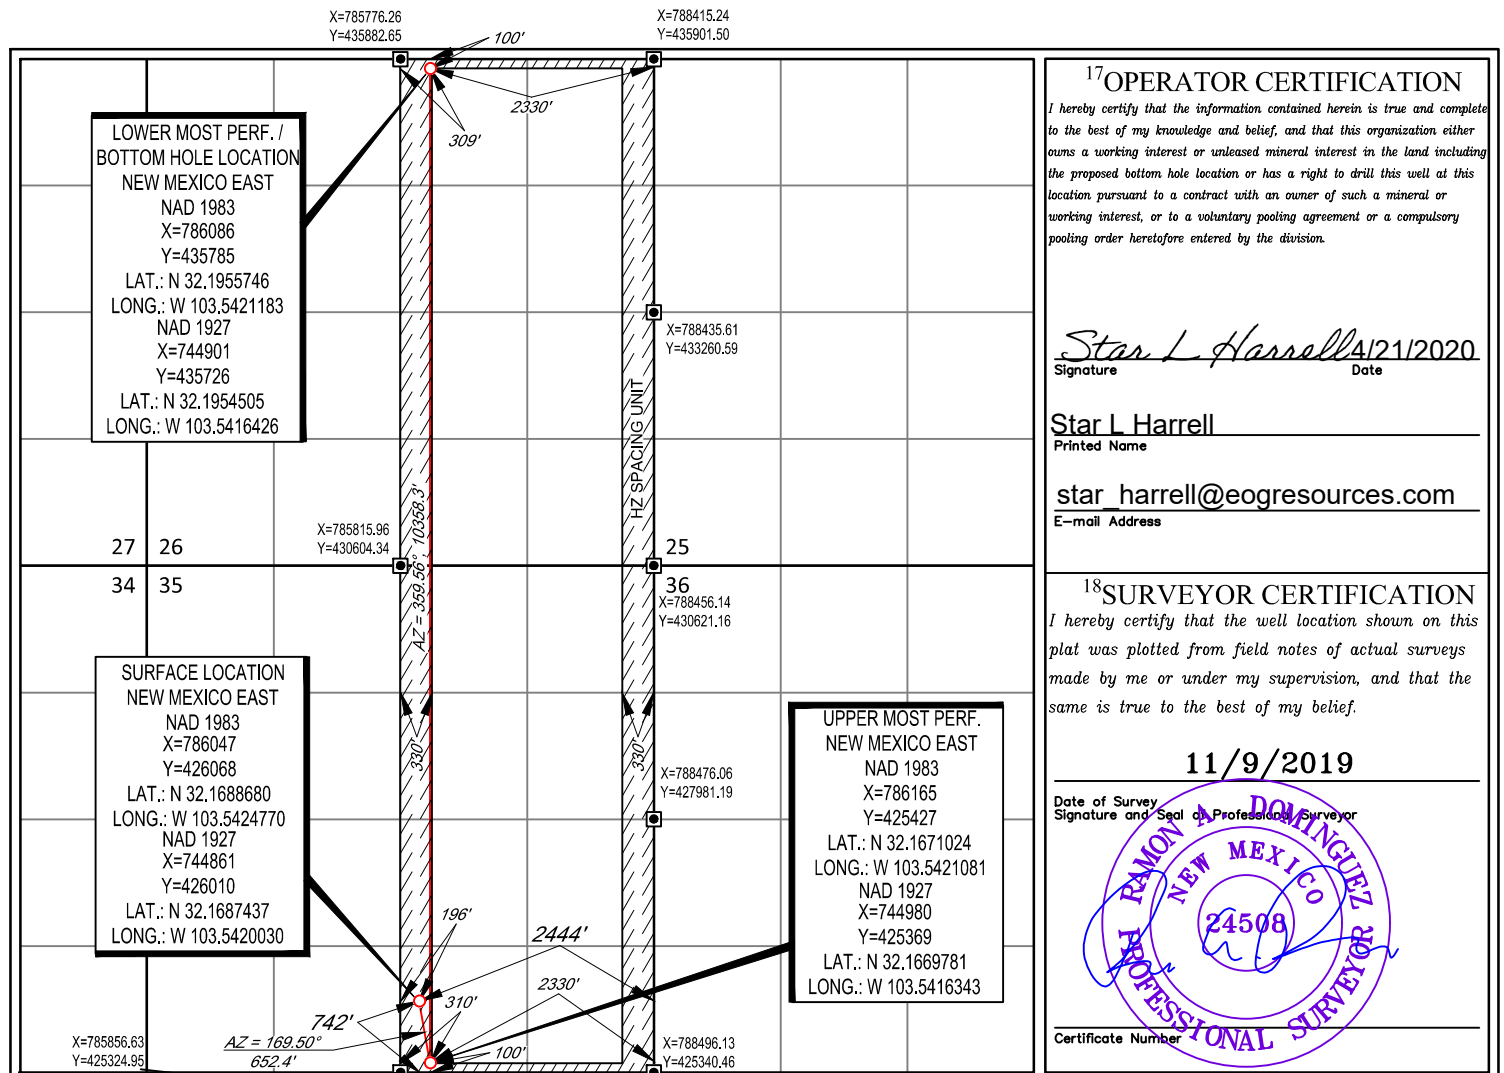 X=785776.26
Y=435882.65
X=788415.24
Y=435901.50
100'
2330'
309'
LOWER MOST PERF. /
BOTTOM HOLE LOCATION
NEW MEXICO EAST
NAD 1983
X=786086
Y=435785
LAT.: N 32.1955746
LONG.: W 103.5421183
NAD 1927
X=744901
Y=435726
LAT.: N 32.1954505
LONG.: W 103.5416426
X=788435.61
Y=433260.59
HZ SPACING UNIT
AZ = 359.56°, 10358.3'
X=785815.96
Y=430604.34
27 26
34 35
25
36
X=788456.14
Y=430621.16
SURFACE LOCATION
NEW MEXICO EAST
NAD 1983
X=786047
Y=426068
LAT.: N 32.1688680
LONG.: W 103.5424770
NAD 1927
X=744861
Y=426010
LAT.: N 32.1687437
LONG.: W 103.5420030
330'
330'
X=788476.06
Y=427981.19
UPPER MOST PERF.
NEW MEXICO EAST
NAD 1983
X=786165
Y=425427
LAT.: N 32.1671024
LONG.: W 103.5421081
NAD 1927
X=744980
Y=425369
LAT.: N 32.1669781
LONG.: W 103.5416343
196'
2444'
2330'
310'
742'
AZ = 169.50°
652.4'
100'
X=785856.63
Y=425324.95
X=788496.13
Y=425340.46
17 OPERATOR CERTIFICATION
I hereby certify that the information contained herein is true and complete
to the best of my knowledge and belief, and that this organization either
owns a working interest or unleased mineral interest in the land including
the proposed bottom hole location or has a right to drill this well at this
location pursuant to a contract with an owner of such a mineral or
working interest, or to a voluntary pooling agreement or a compulsory
pooling order heretofore entered by the division.
Star L Harrell 4/21/2020
Signature Date
Star L Harrell
Printed Name
star_harrell@eogresources.com
E-mail Address
18 SURVEYOR CERTIFICATION
I hereby certify that the well location shown on this
plat was plotted from field notes of actual surveys
made by me or under my supervision, and that the
same is true to the best of my belief.
11/9/2019
Date of Survey
Signature and Seal of Professional Surveyor
RAMON A. DOMINGUEZ
NEW MEXICO
24508
PROFESSIONAL SURVEYOR
Certificate Number